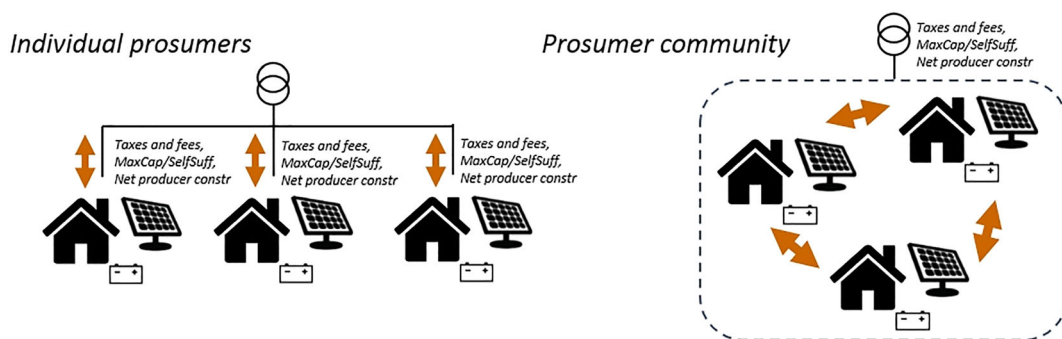 Individual prosumers
Taxes and fees,
MaxCap/SelfSuff,
Net producer constr
Taxes and fees,
MaxCap/SelfSuff,
Net producer constr
Taxes and fees,
MaxCap/SelfSuff,
Net producer constr
Prosumer community
Taxes and fees,
MaxCap/SelfSuff,
Net producer constr